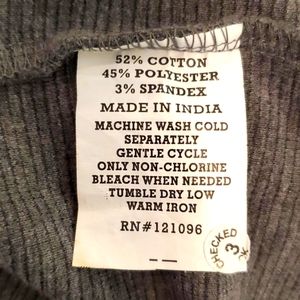 52% COTTON
45% POLYESTER
3% SPANDEX
MADE IN INDIA
MACHINE WASH COLD
SEPARATELY
GENTLE CYCLE
ONLY NON-CHLORINE
BLEACH WHEN NEEDED
TUMBLE DRY LOW
WARM IRON
RN#121096
CHECKED
3